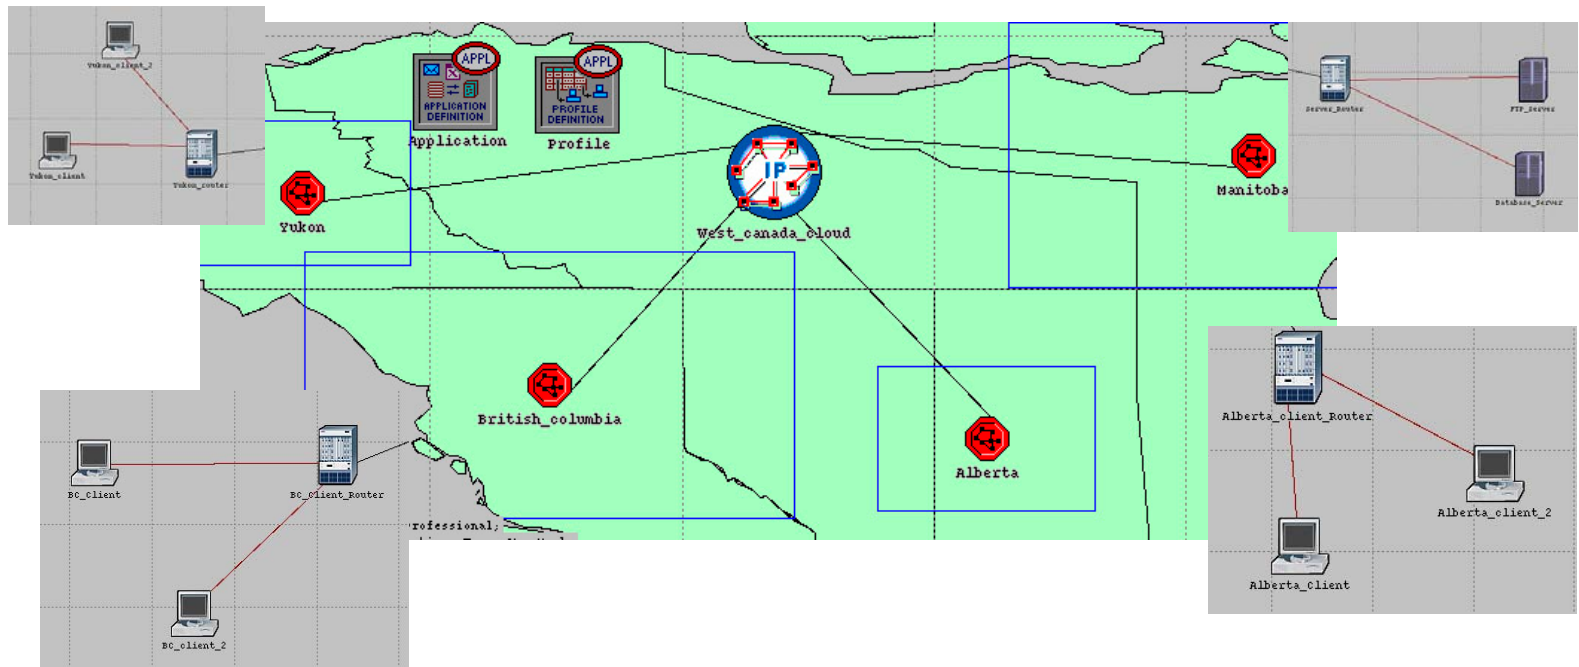 Yukon_client_2
Yukon_client
Yukon_router
APPL
APPLICATION
DEFINITION
Application
APPL
PROFILE
DEFINITION
Profile
IP
West_canada_cloud
Yukon
Manitoba
Server_Router
FTP_Server
Database_Server
British_columbia
Alberta
BC_Client
BC_Client_Router
BC_client_2
rofessional;
Alberta_client_Router
Alberta_client_2
Alberta_Client